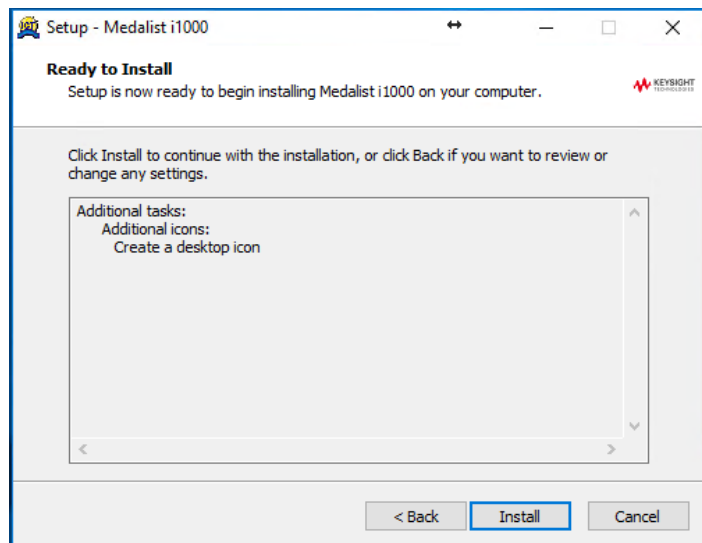 Setup - Medalist i1000
Ready to Install
Setup is now ready to begin installing Medalist i1000 on your computer.
KEYSIGHT
TECHNOLOGIES
Click Install to continue with the installation, or click Back if you want to review or
change any settings.
Additional tasks:
Additional icons:
Create a desktop icon
< Back
Install
Cancel